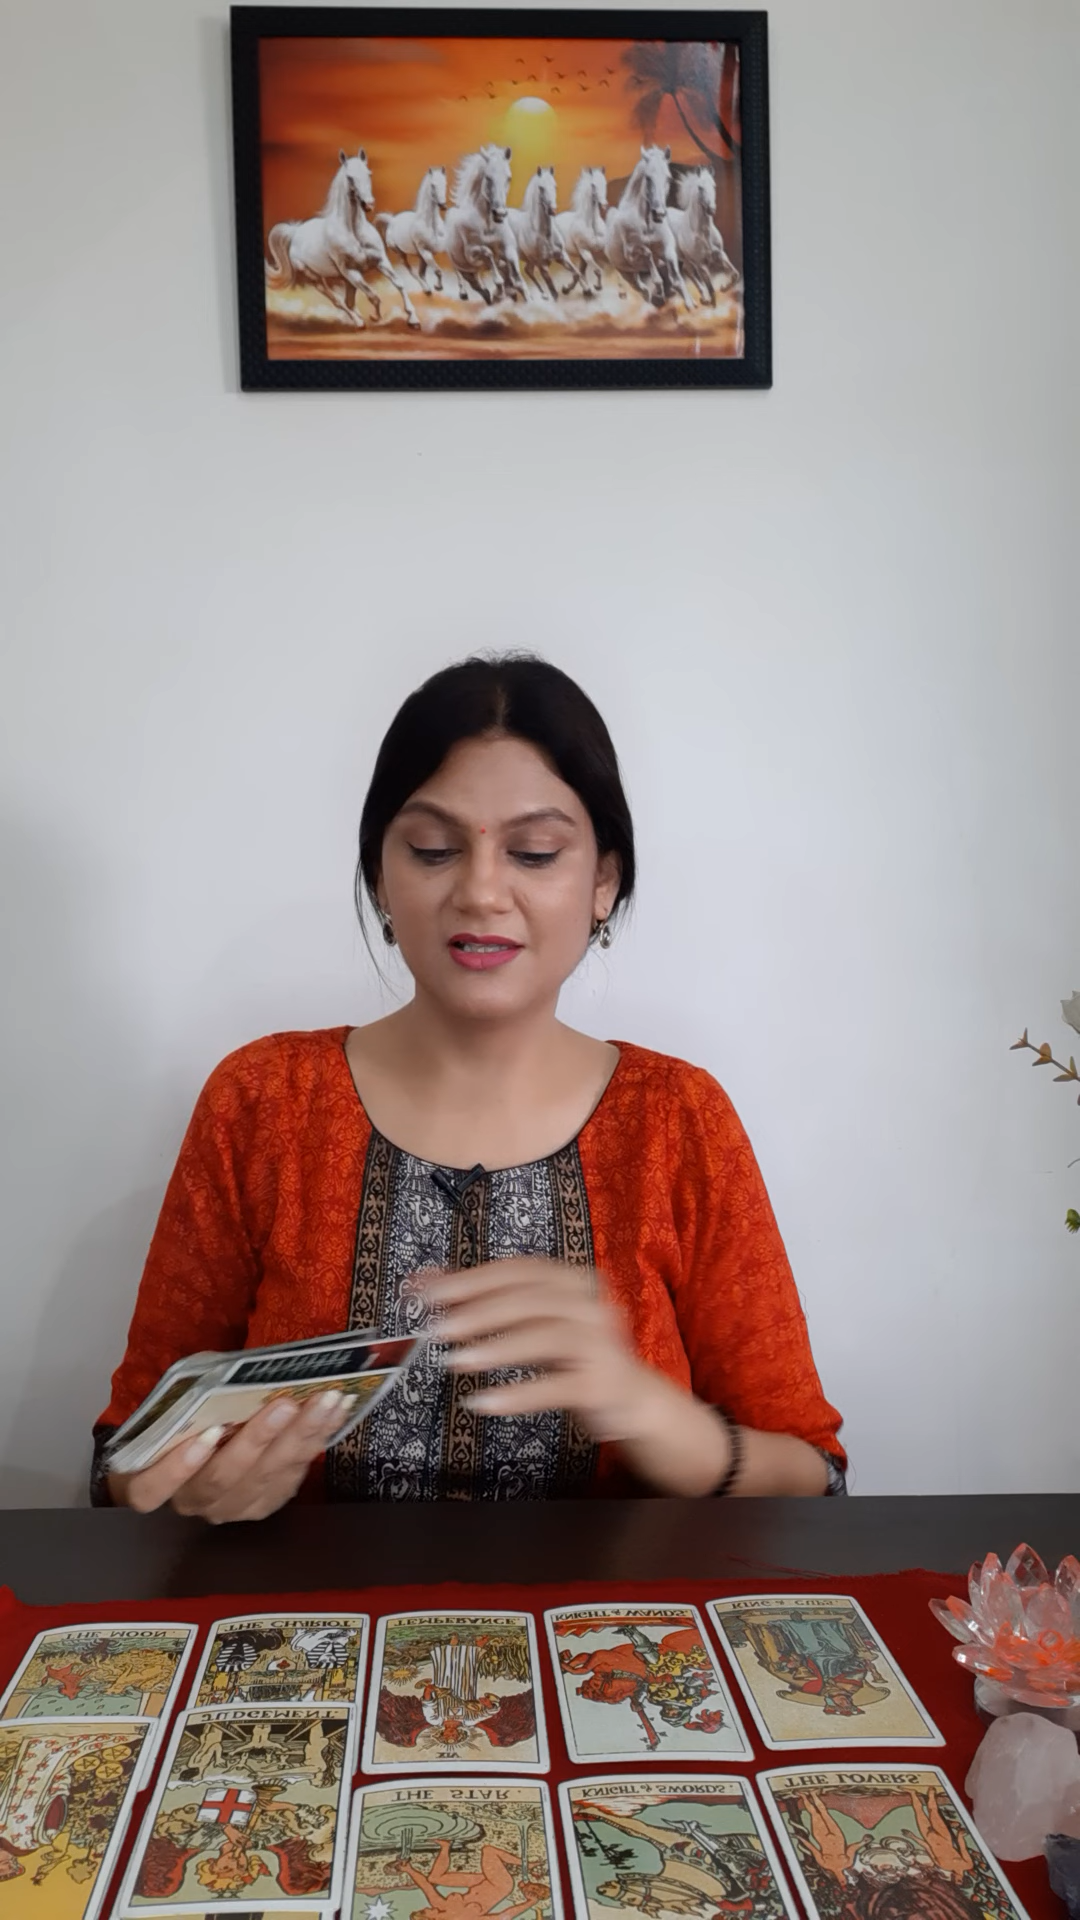 THE MOON
THE CHARIOT.
TEMPERANCE.
KNIGHT of WANDS.
KING of CUPS.
XIV
JUDGEMENT.
THE STAR.
KNIGHT of SWORDS.
THE LOVERS.